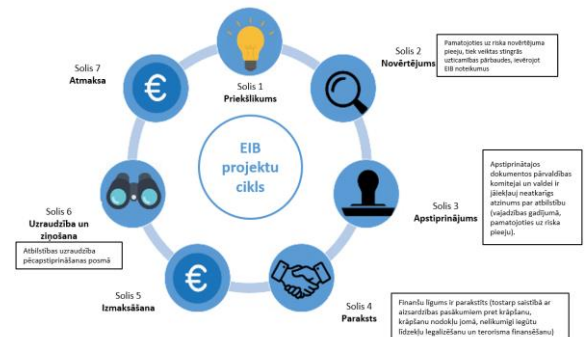 Solis 1
Priekšlikums
Solis 2
Novērtējums
Pamatojoties uz riska novērtējuma
pieeju, tiek veiktas stingrās
uzticamības pārbaudes, ievērojot
EIB noteikumus
Solis 3
Apstiprinājums
Apstiprinātajos
dokumentos pārvaldības
komitejai un valdei ir
jāiekļauj neatkarīgs
atzinums par atbilstību
(vajadzības gadījumā,
pamatojoties uz riska
pieeju).
Solis 4
Paraksts
Finanšu līgums ir parakstīts (tostarp saistībā ar
aizsardzības pasākumiem pret krāpšanu,
krāpšanu nodokļu jomā, nelikumīgi iegūtu
līdzekļu legalizēšanu un terorisma finansēšanu)
Solis 5
Izmaksāšana
Solis 6
Uzraudzība un
ziņošana
Atbilstības uzraudzība
pēcapstiprināšanas posmā
Solis 7
Atmaksa
EIB
projektu
cikls